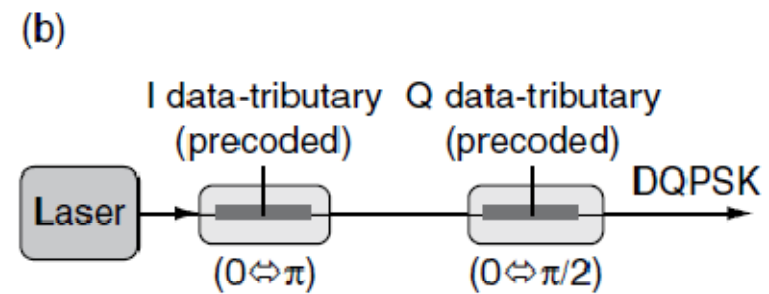 (b)
I data-tributary Q data-tributary
(precoded) (precoded)
Laser
DQPSK
(0⇔π) (0⇔π/2)